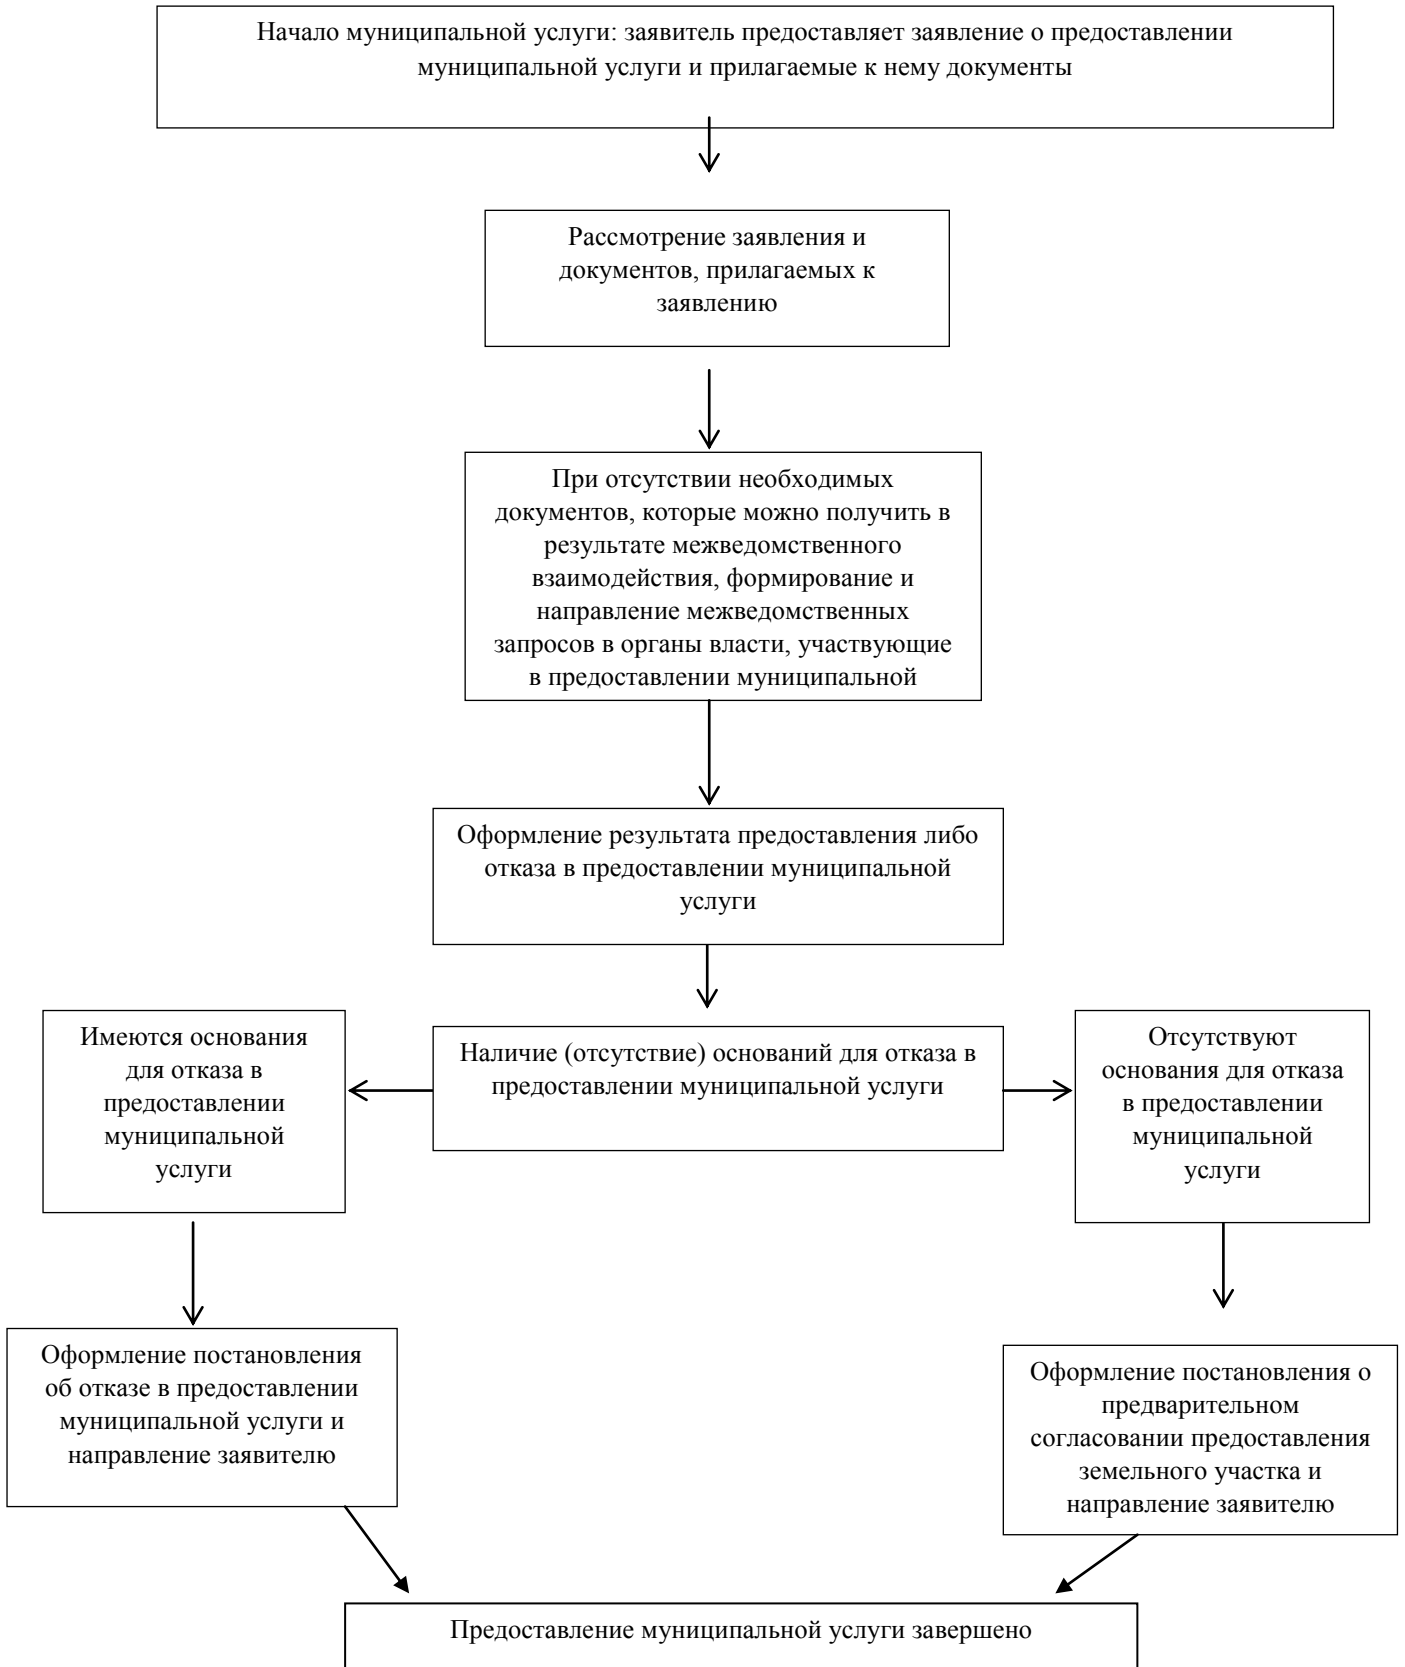 Начало муниципальной услуги: заявитель предоставляет заявление о предоставлении
муниципальной услуги и прилагаемые к нему документы
Рассмотрение заявления и
документов, прилагаемых к
заявлению
При отсутствии необходимых
документов, которые можно получить в
результате межведомственного
взаимодействия, формирование и
направление межведомственных
запросов в органы власти, участвующие
в предоставлении муниципальной
Оформление результата предоставления либо
отказа в предоставлении муниципальной
услуги
Наличие (отсутствие) оснований для отказа в
предоставлении муниципальной услуги
Имеются основания
для отказа в
предоставлении
муниципальной
услуги
Отсутствуют
основания для отказа
в предоставлении
муниципальной
услуги
Оформление постановления
об отказе в предоставлении
муниципальной услуги и
направление заявителю
Оформление постановления о
предварительном
согласовании предоставления
земельного участка и
направление заявителю
Предоставление муниципальной услуги завершено